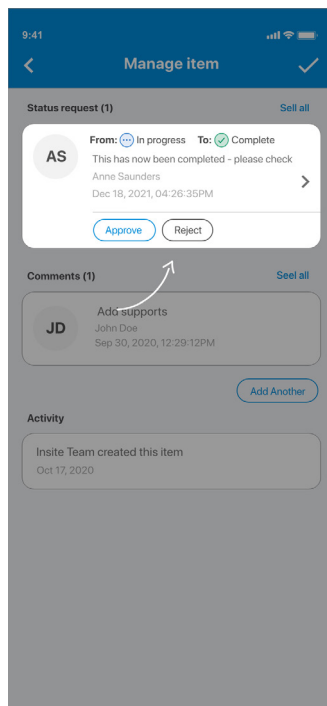 9:41
Manage item
Status request (1) Sell all
AS
From: In progress To: Complete
This has now been completed - please check
Anne Saunders
Dec 18, 2021, 04:26:35PM
Approve Reject
Comments (1) Seel all
JD
Add supports
John Doe
Sep 30, 2020, 12:29:12PM
Add Another
Activity
Insite Team created this item
Oct 17, 2020